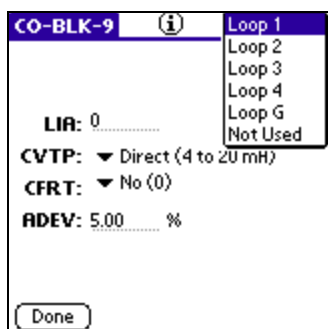 CO-BLK-9 i Loop 1
Loop 2
Loop 3
Loop 4
Loop G
Not Used
LIA: 0
CVTP: Direct (4 to 20 mA)
CFRT: No (0)
ADEV: 5.00 %
Done